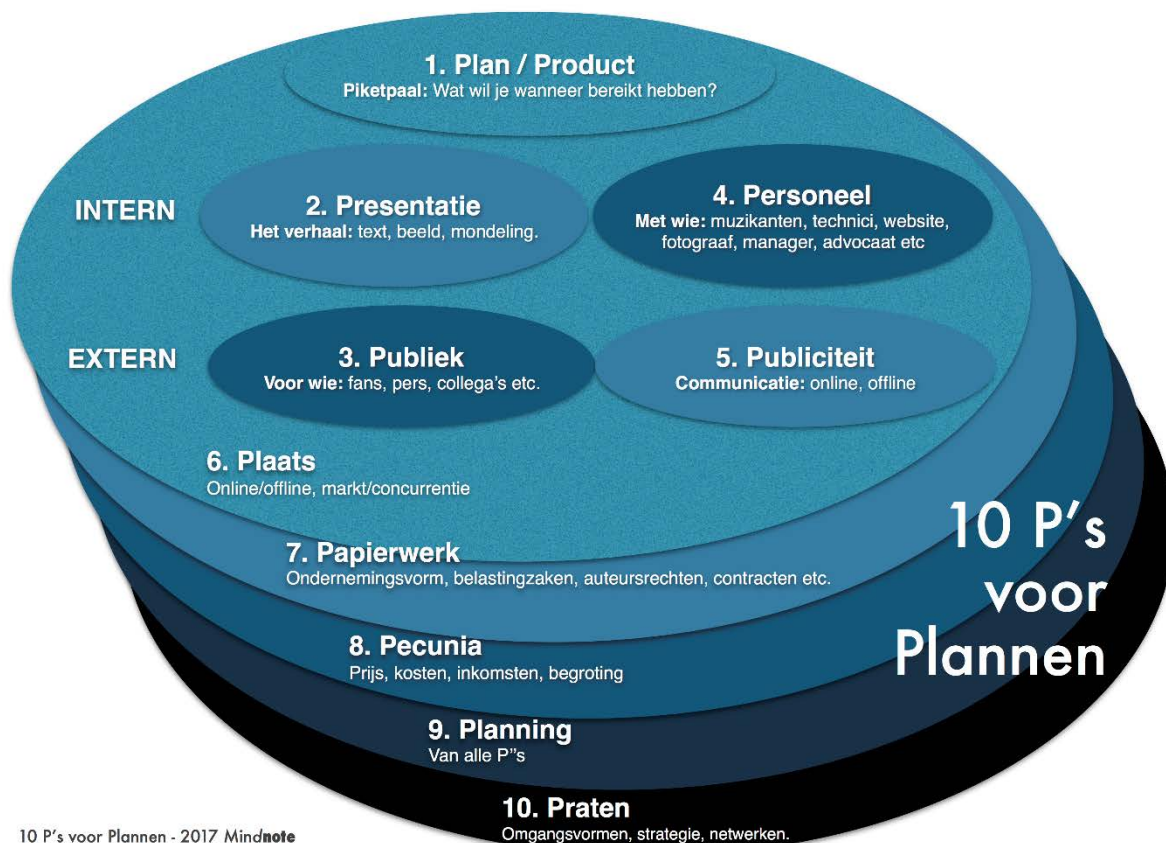 1. Plan / Product
Piketpaal: Wat wil je wanneer bereikt hebben?
INTERN
2. Presentatie
Het verhaal: text, beeld, mondeling.
4. Personeel
Met wie: muzikanten, technici, website,
fotograaf, manager, advocaat etc
EXTERN
3. Publiek
Voor wie: fans, pers, collega's etc.
5. Publiciteit
Communicatie: online, offline
6. Plaats
Online/offline, markt/concurrentie
7. Papierwerk
Ondernemingsvorm, belastingzaken, auteursrechten, contracten etc.
8. Pecunia
Prijs, kosten, inkomsten, begroting
9. Planning
Van alle P"s
10. Praten
Omgangsvormen, strategie, netwerken.
10 P's
voor
Plannen
10 P's voor Plannen - 2017 Mindnote